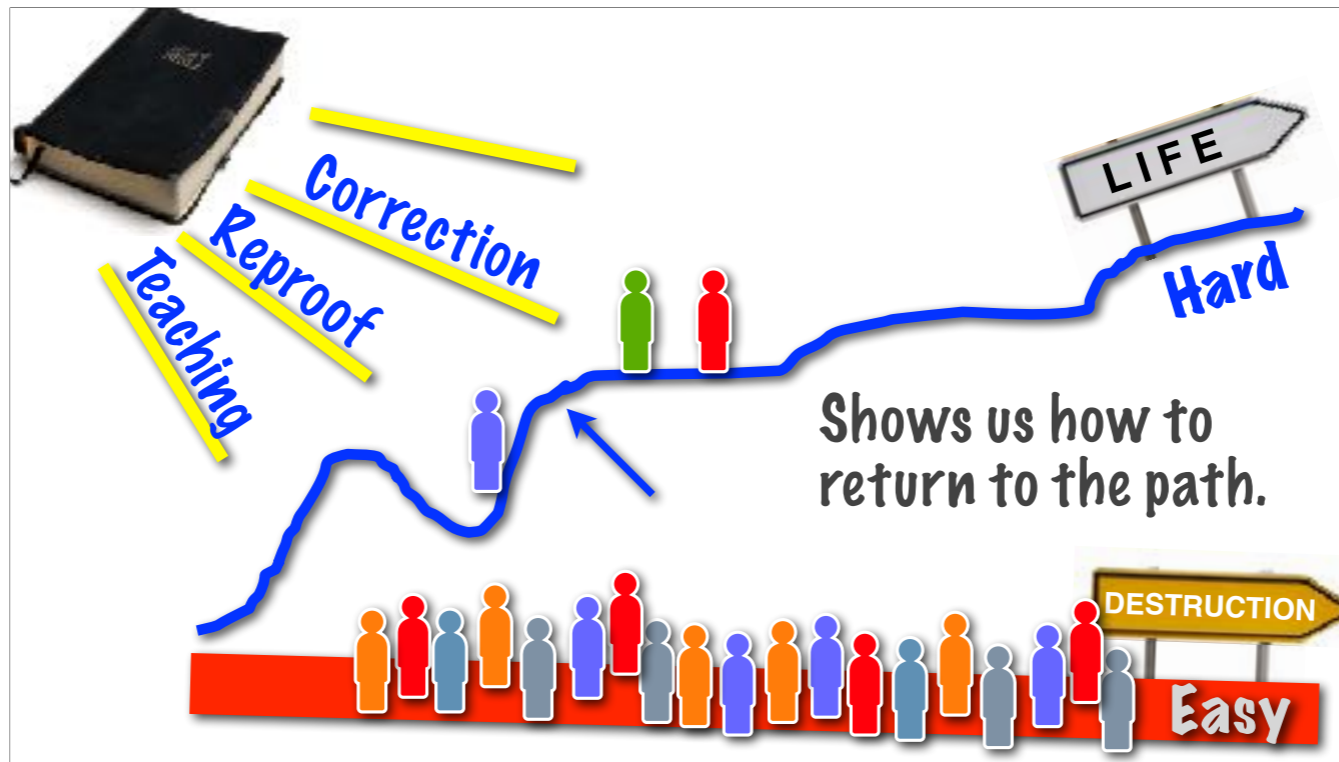 Correction
Reproof
Teaching
LIFE
Hard
Shows us how to
return to the path.
DESTRUCTION
Easy